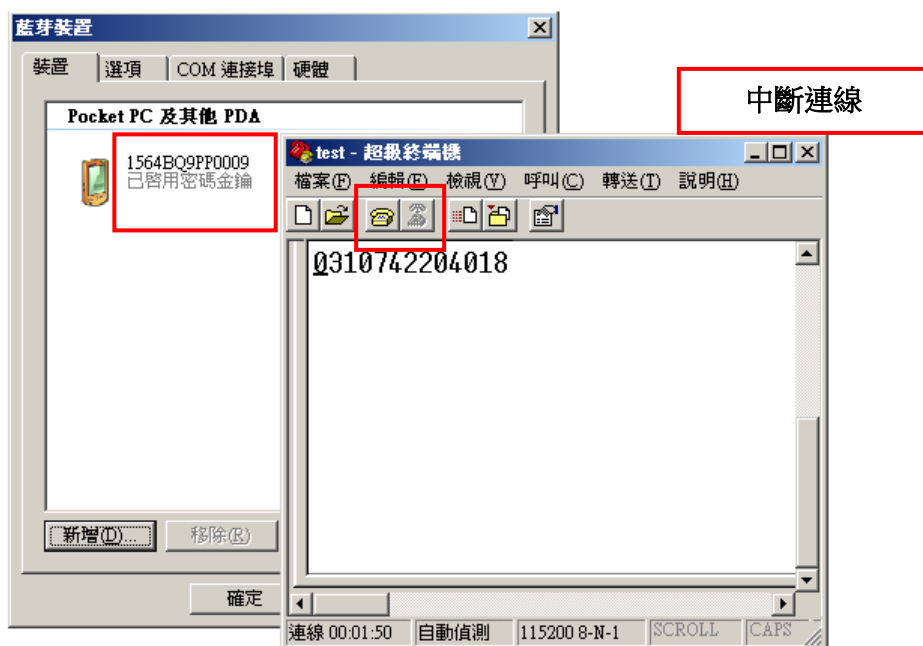 藍芽裝置
裝置 選項 COM 連接埠 硬體
Pocket PC 及其他 PDA
1564BQ9PP0009
已啓用密碼金鑰
新增(D)... 移除(R)
確定
中斷連線
test - 超級終端機
檔案(F) 編輯(E) 檢視(V) 呼叫(C) 轉送(T) 說明(H)
0310742204018
連線 00:01:50 自動偵測 115200 8-N-1 SCROLL CAPS